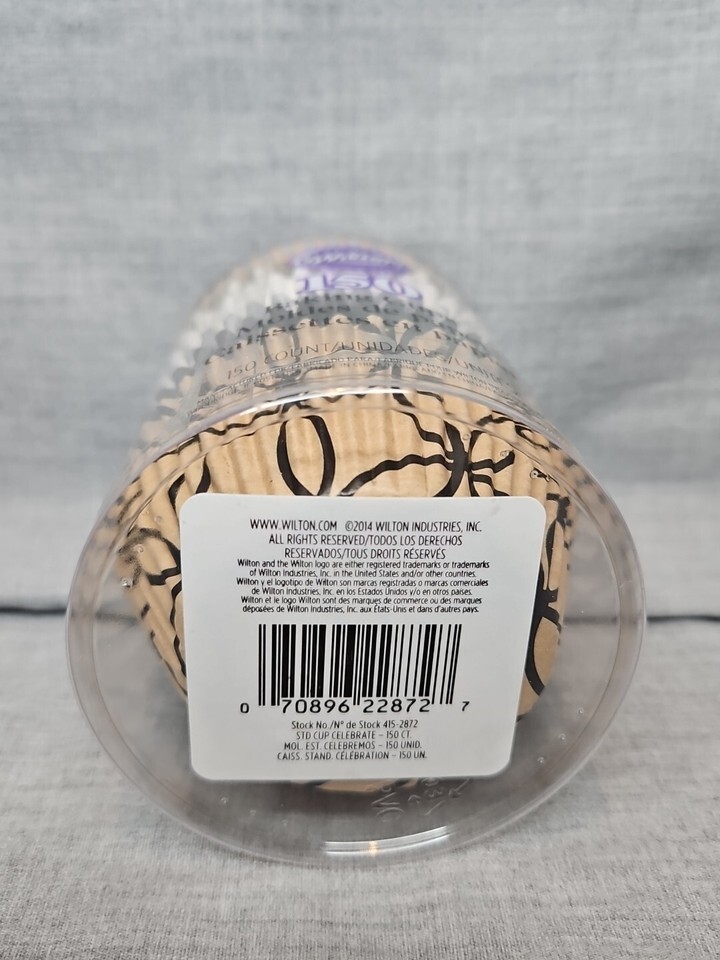 Wilton
150
150 COUNT/UNIDADES/
WWW.WILTON.COM ©2014 WILTON INDUSTRIES, INC.
ALL RIGHTS RESERVED/TODOS LOS DERECHOS
RESERVADOS/TOUS DROITS RÉSERVÉS
Wilton and the Wilton logo are either registered trademarks or trademarks
of Wilton Industries, Inc. in the United States and/or other countries.
Wilton y el logotipo de Wilton son marcas registradas o marcas comerciales
de Wilton Industries, Inc. en los Estados Unidos y/o en otros países.
Wilton et le logo Wilton sont des marques de commerce ou des marques
déposées de Wilton Industries, Inc. aux États-Unis et dans d'autres pays.
0 70896 22872 7
Stock No./Nº de Stock 415-2872
STD CUP CELEBRATE - 150 CT.
MOL. EST. CELEBREMOS - 150 UNID.
CAISS. STAND. CÉLÉBRATION - 150 UN.